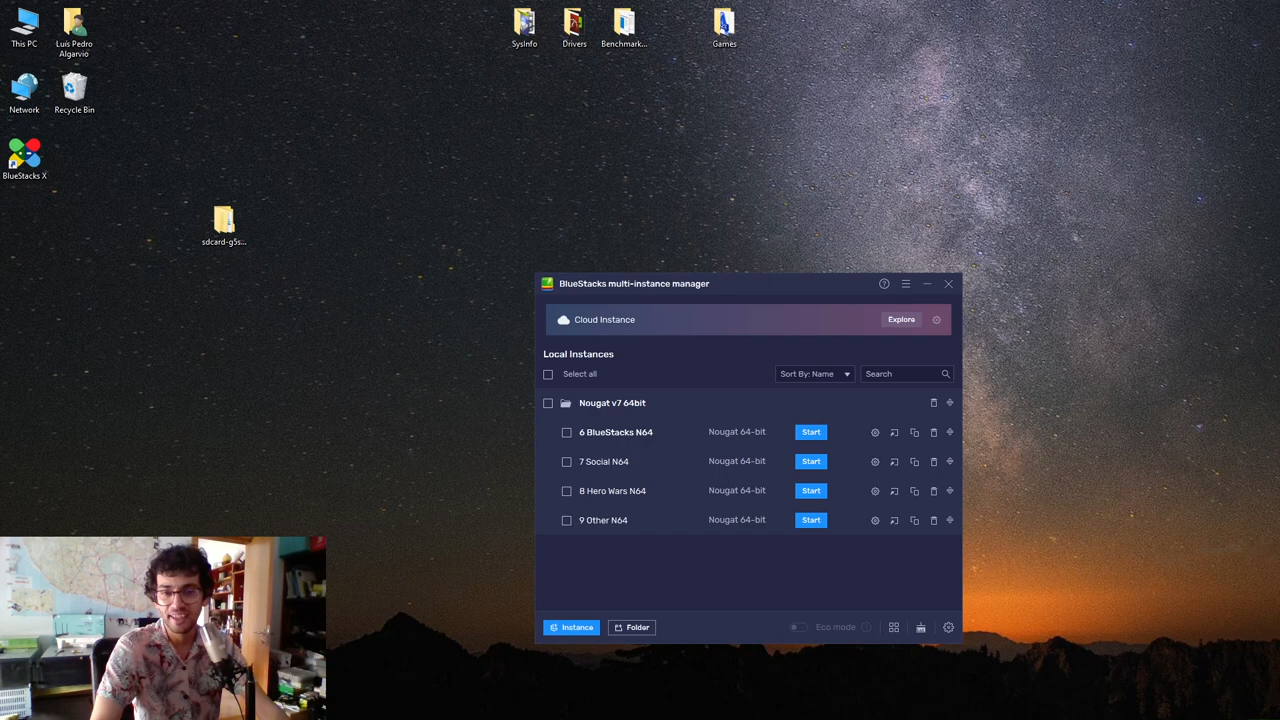 This PC
Luís Pedro
Algarvio
SysInfo
Drivers
Benchmark...
Games
Network
Recycle Bin
BlueStacks X
sdcard-g5s...
BlueStacks multi-instance manager
Cloud Instance
Explore
Local Instances
Select all
Sort By: Name
Search
Nougat v7 64bit
6 BlueStacks N64 Nougat 64-bit Start
7 Social N64 Nougat 64-bit Start
8 Hero Wars N64 Nougat 64-bit Start
9 Other N64 Nougat 64-bit Start
Instance
Folder
Eco mode